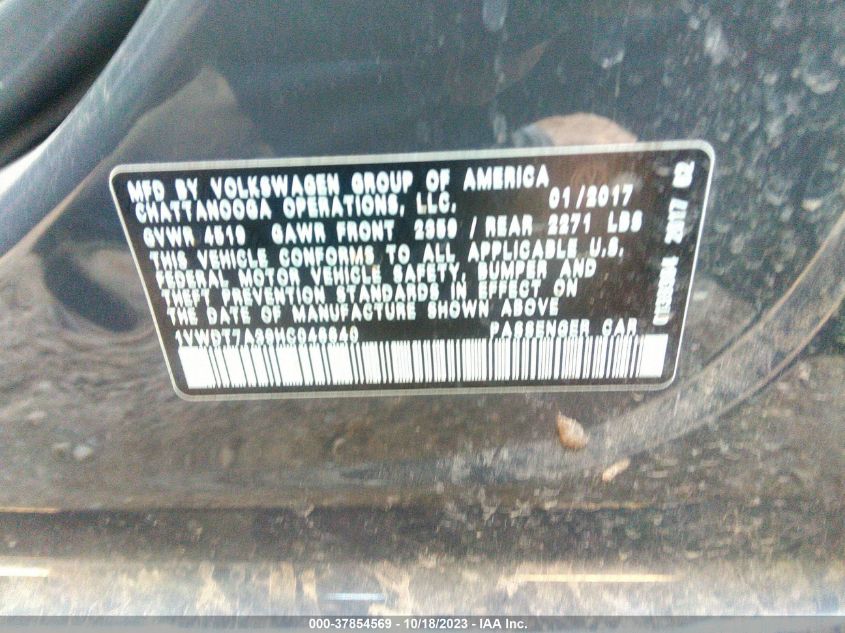 MFD BY VOLKSWAGEN GROUP OF AMERICA
CHATTANOOGA OPERATIONS, LLC. 01/2017
GVWR 4519 GAWR FRONT 2359 / REAR 2271 LBS
THIS VEHICLE CONFORMS TO ALL APPLICABLE U.S.
FEDERAL MOTOR VEHICLE SAFETY, BUMPER AND
THEFT PREVENTION STANDARDS IN EFFECT ON
THE DATE OF MANUFACTURE SHOWN ABOVE
PASSENGER CAR
2017 02
000-37854569 | 10/18/2023 | IAA Inc.